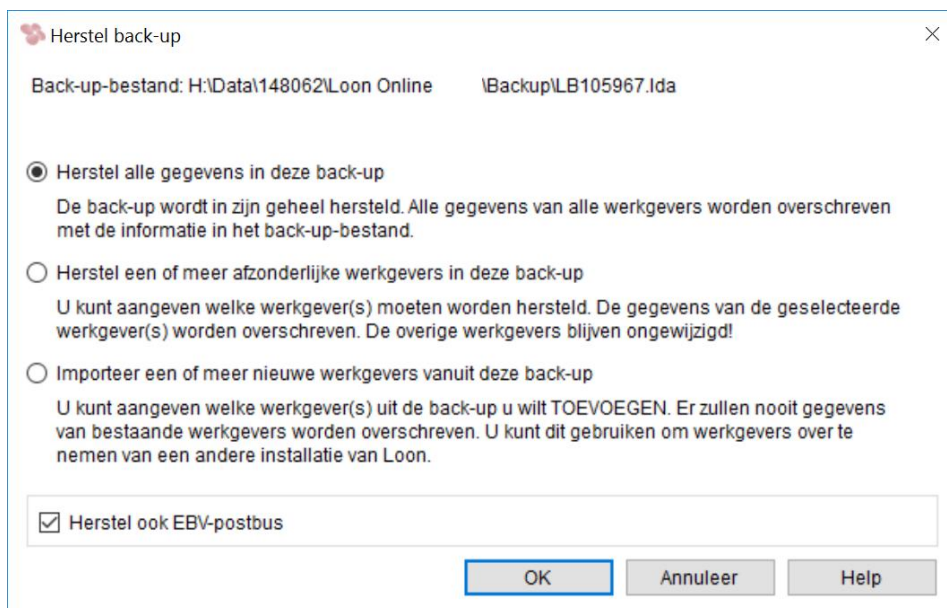 Herstel back-up
Back-up-bestand: H:\Data\148062\Loon Online \Backup\LB105967.lda
Herstel alle gegevens in deze back-up
De back-up wordt in zijn geheel hersteld. Alle gegevens van alle werkgevers worden overschreven
met de informatie in het back-up-bestand.
Herstel een of meer afzonderlijke werkgevers in deze back-up
U kunt aangeven welke werkgever(s) moeten worden hersteld. De gegevens van de geselecteerde
werkgever(s) worden overschreven. De overige werkgevers blijven ongewijzigd!
Importeer een of meer nieuwe werkgevers vanuit deze back-up
U kunt aangeven welke werkgever(s) uit de back-up u wilt TOEVOEGEN. Er zullen nooit gegevens
van bestaande werkgevers worden overschreven. U kunt dit gebruiken om werkgevers over te
nemen van een andere installatie van Loon.
Herstel ook EBV-postbus
OK Annuleer Help